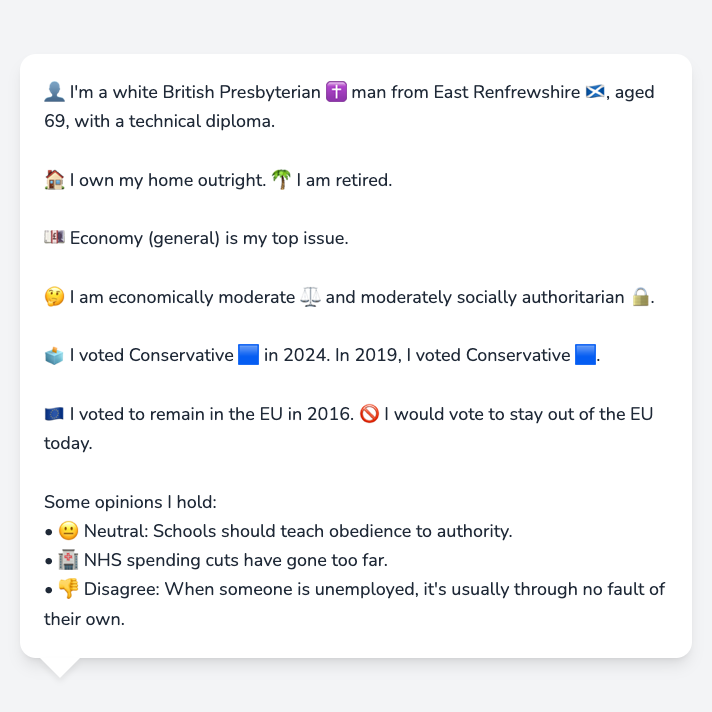 👤 I'm a white British Presbyterian ✝️ man from East Renfrewshire 🏴󠁧󠁢󠁳󠁣󠁴󠁿, aged
69, with a technical diploma.
🏠 I own my home outright. 🌴 I am retired.
💷 Economy (general) is my top issue.
🤔 I am economically moderate ⚖️ and moderately socially authoritarian 🔒.
🗳️ I voted Conservative 🟦 in 2024. In 2019, I voted Conservative 🟦.
🇪🇺 I voted to remain in the EU in 2016. 🚫 I would vote to stay out of the EU
today.
Some opinions I hold:
• 😐 Neutral: Schools should teach obedience to authority.
• 🏥 NHS spending cuts have gone too far.
• 👎 Disagree: When someone is unemployed, it's usually through no fault of
their own.